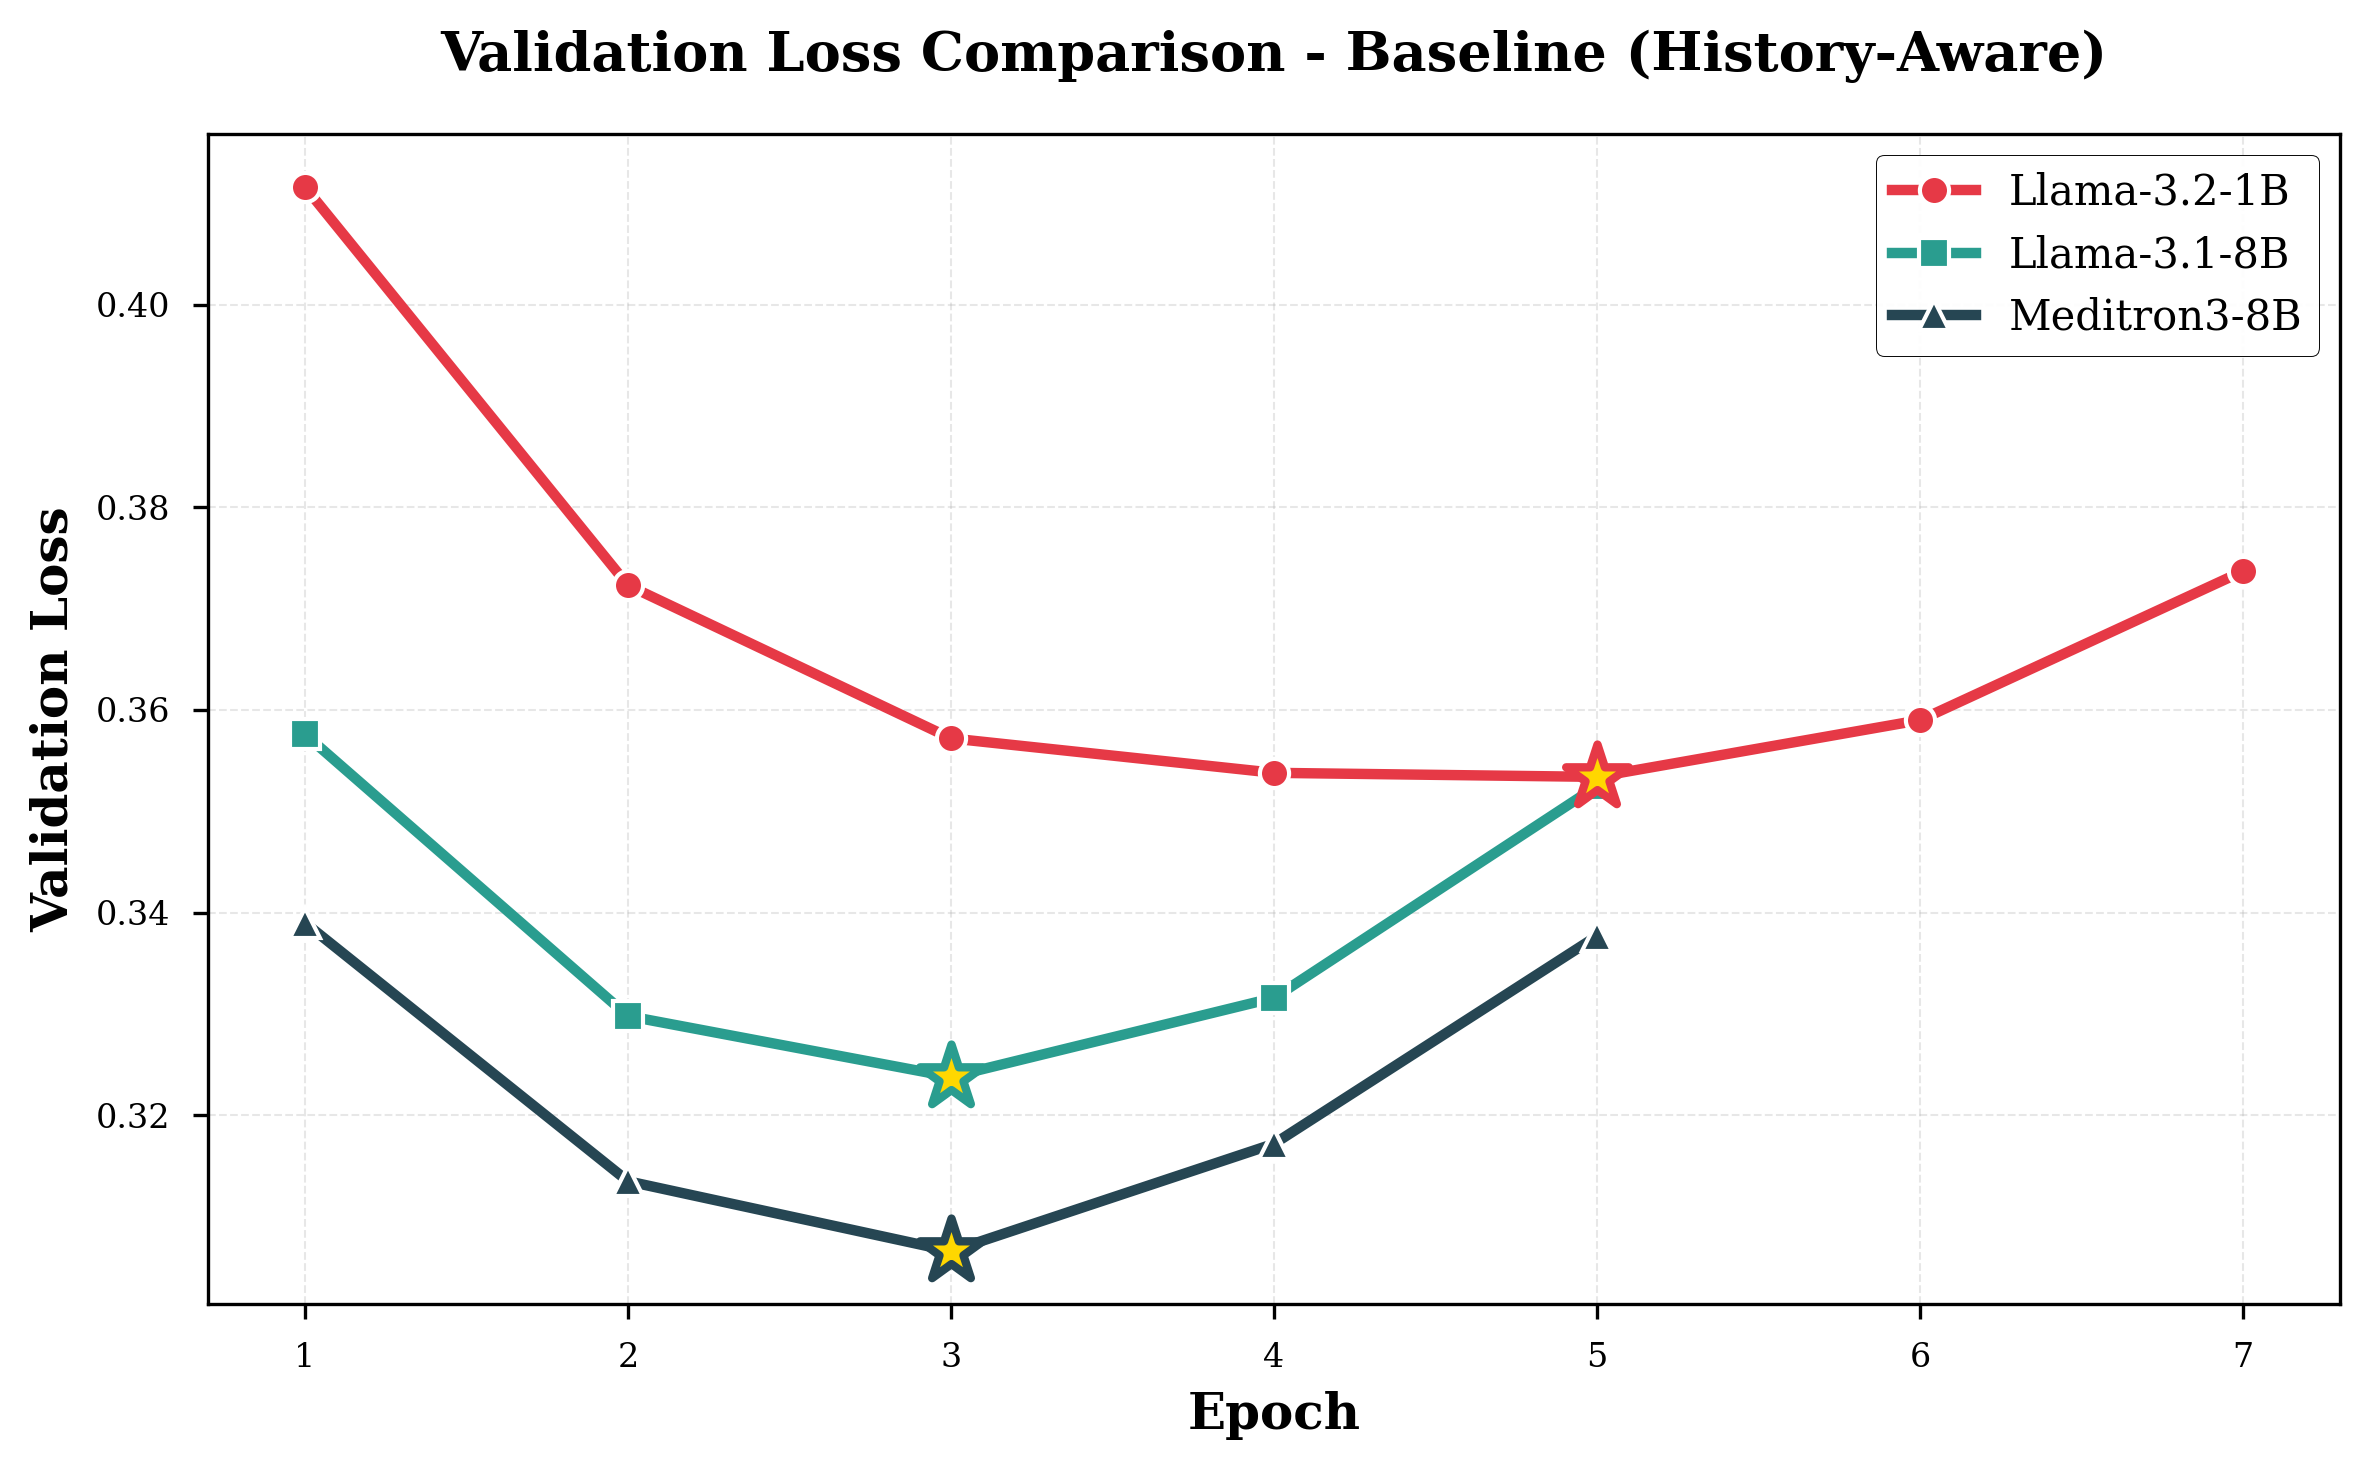 Validation Loss Comparison - Baseline (History-Aware)
Llama-3.2-1B
Llama-3.1-8B
Meditron3-8B
Validation Loss
0.40
0.38
0.36
0.34
0.32
1 2 3 4 5 6 7
Epoch